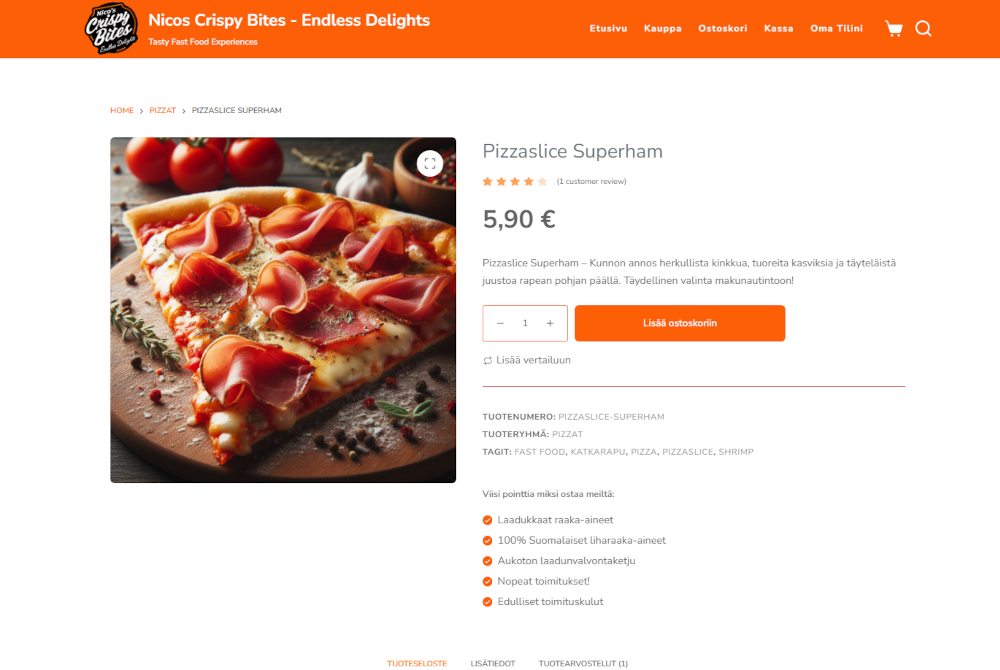 Nico's
Crispy
Bites
Endless Delights
Nicos Crispy Bites - Endless Delights
Tasty Fast Food Experiences
Etusivu Kauppa Ostoskori Kassa Oma Tilini
HOME > PIZZAT > PIZZASLICE SUPERHAM
Pizzaslice Superham
(1 customer review)
5,90 €
Pizzaslice Superham – Kunnon annos herkullista kinkkua, tuoreita kasviksia ja täyteläistä
juustoa rapean pohjan päällä. Täydellinen valinta makunautintoon!
− 1 + Lisää ostoskoriin
Lisää vertailuun
TUOTENUMERO: PIZZASLICE-SUPERHAM
TUOTERYHMÄ: PIZZAT
TAGIT: FAST FOOD, KATKARAPU, PIZZA, PIZZASLICE, SHRIMP
Viisi pointtia miksi ostaa meiltä:
Laadukkaat raaka-aineet
100% Suomalaiset liharaaka-aineet
Aukoton laadunvalvontaketju
Nopeat toimitukset!
Edulliset toimituskulut
TUOTESELOSTE LISÄTIEDOT TUOTEARVOSTELUT (1)